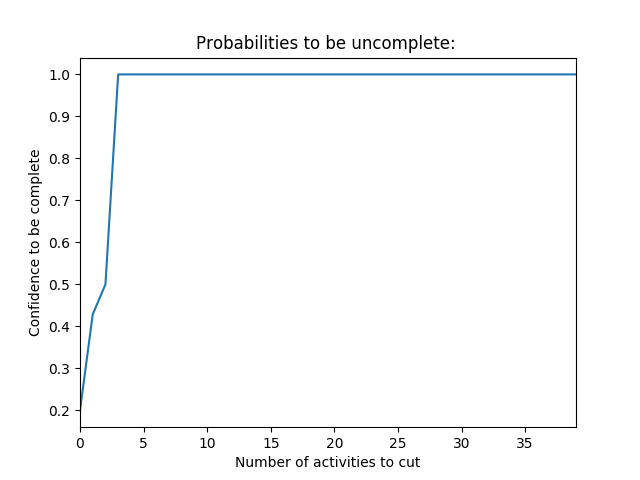 Probabilities to be uncomplete:
Confidence to be complete
1.0
0.9
0.8
0.7
0.6
0.5
0.4
0.3
0.2
0 5 10 15 20 25 30 35
Number of activities to cut